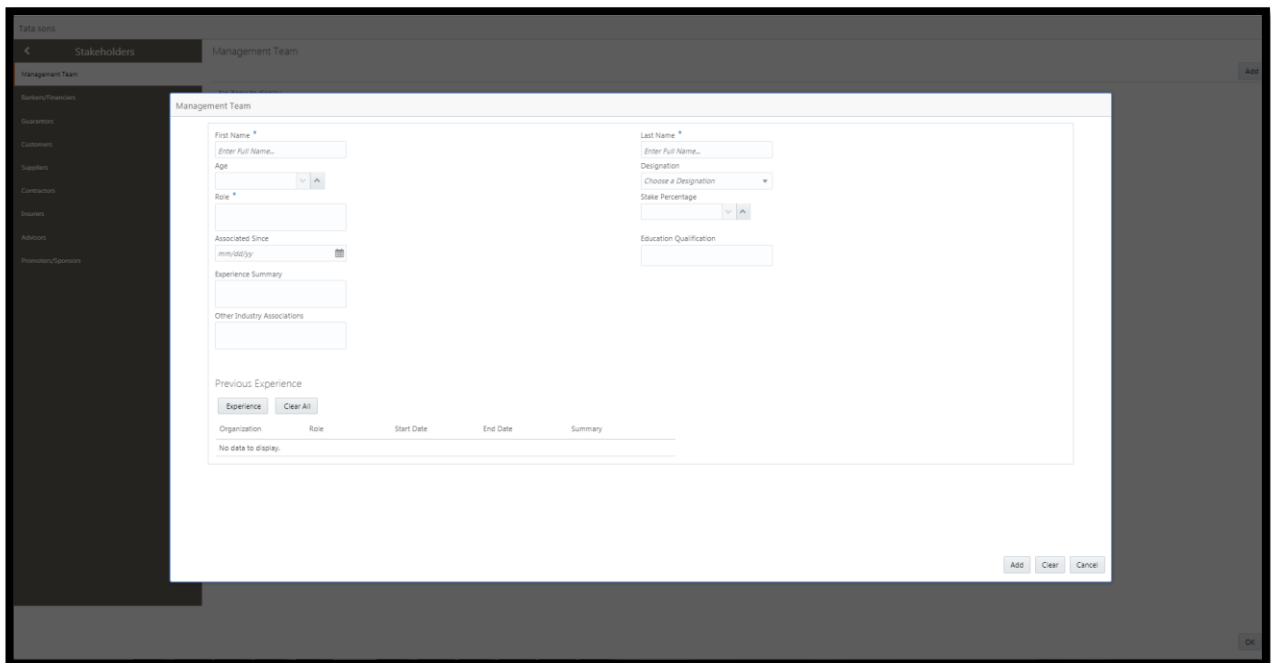 Tata sons
Stakeholders
Management Team
Add
Management Team
Bankers/Financiers
Guarantors
Customers
Suppliers
Contractors
Insurers
Advisors
Promoters/Sponsors
Management Team
First Name *
Last Name *
Enter Full Name...
Enter Full Name...
Age
Designation
Choose a Designation
Role *
Stake Percentage
Associated Since
Education Qualification
mm/dd/yy
Experience Summary
Other Industry Associations
Previous Experience
Experience Clear All
Organization Role Start Date End Date Summary
No data to display.
Add Clear Cancel
OK